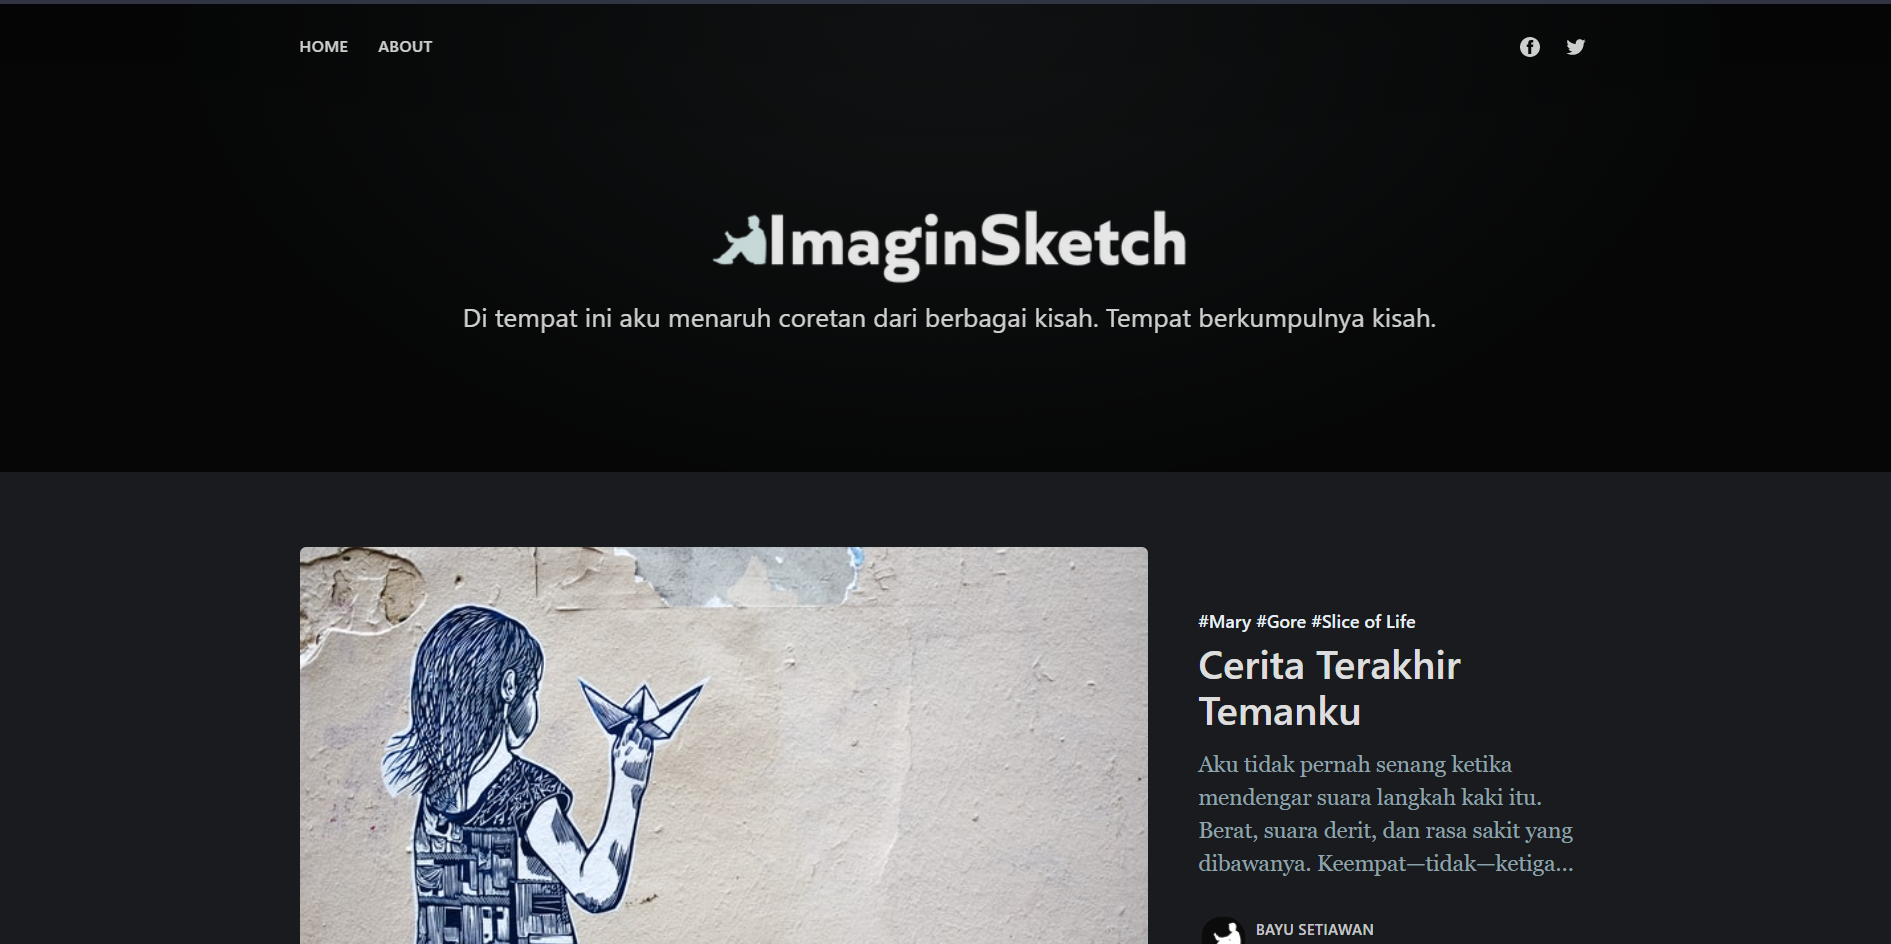 HOME ABOUT
ImaginSketch
Di tempat ini aku menaruh coretan dari berbagai kisah. Tempat berkumpulnya kisah.
#Mary #Gore #Slice of Life
Cerita Terakhir
Temanku
Aku tidak pernah senang ketika
mendengar suara langkah kaki itu.
Berat, suara derit, dan rasa sakit yang
dibawanya. Keempat—tidak—ketiga...
BAYU SETIAWAN